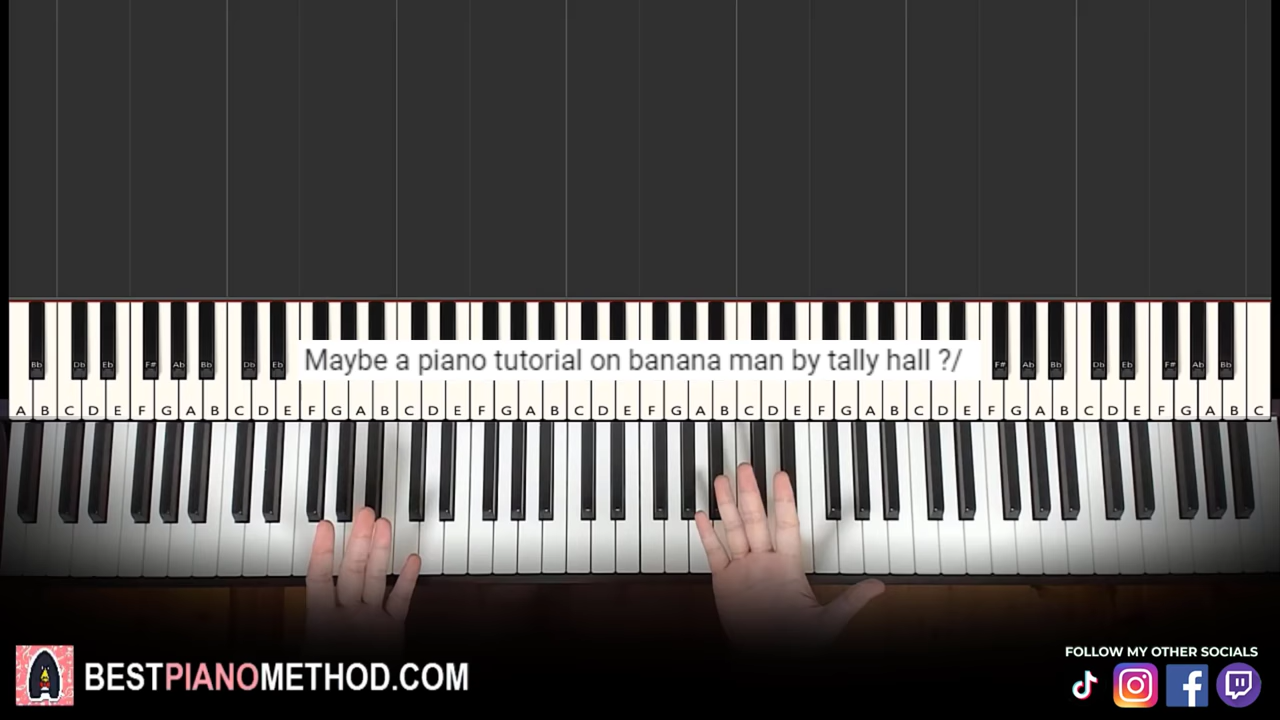 Maybe a piano tutorial on banana man by tally hall ?/
Bb Db Eb F# Ab Bb Db Eb F# Ab Bb Db Eb F# Ab Bb
A B C D E F G A B C D E F G A B C D E F G A B C D E F G A B C D E F G A B C D E F G A B C D E F G A B C
BESTPIANOMETHOD.COM
FOLLOW MY OTHER SOCIALS